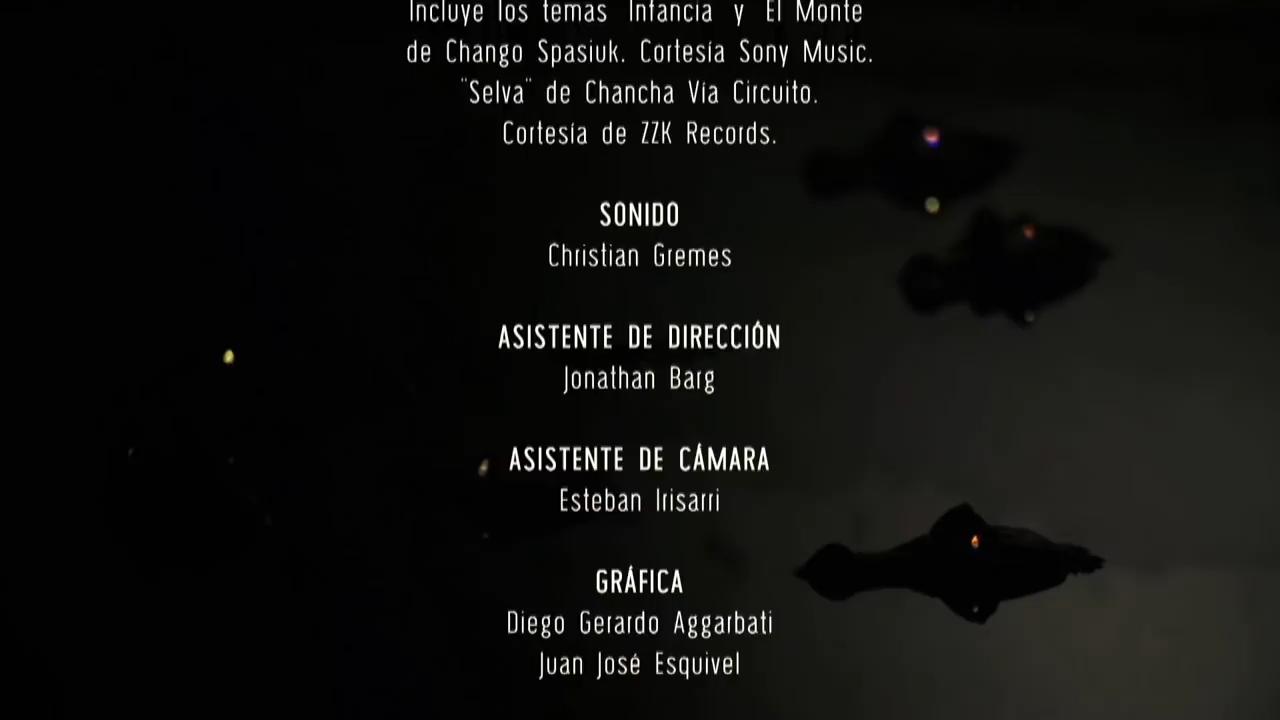 Incluye los temas Infancia y El Monte
de Chango Spasiuk. Cortesía Sony Music.
"Selva" de Chancha Vía Circuito.
Cortesía de ZZK Records.
SONIDO
Christian Gremes
ASISTENTE DE DIRECCIÓN
Jonathan Barg
ASISTENTE DE CÁMARA
Esteban Irisarri
GRÁFICA
Diego Gerardo Aggarbati
Juan José Esquivel